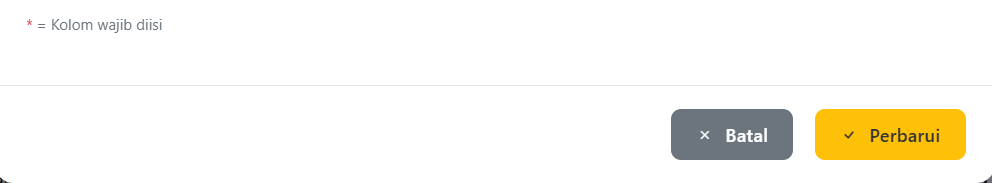 * = Kolom wajib diisi
Batal
Perbarui